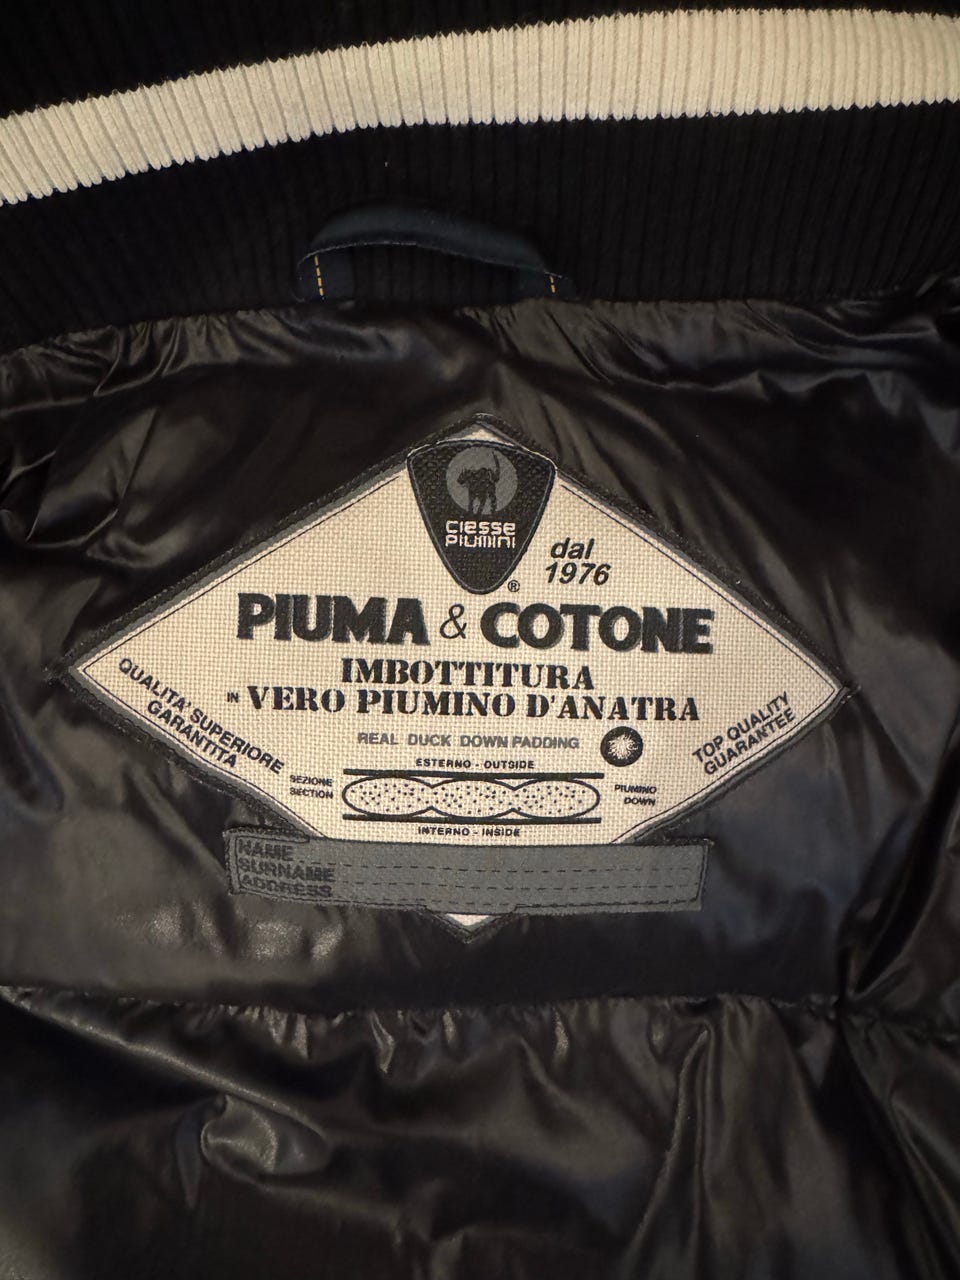 CIESSE
PIUMINI
®
dal
1976
PIUMA & COTONE
IMBOTTITURA
IN VERO PIUMINO D'ANATRA
REAL DUCK DOWN PADDING
QUALITA' SUPERIORE
GARANTITA
TOP QUALITY
GUARANTEE
ESTERNO - OUTSIDE
SEZIONE
SECTION
PIUMINO
DOWN
INTERNO - INSIDE
NAME
SURNAME
ADDRESS